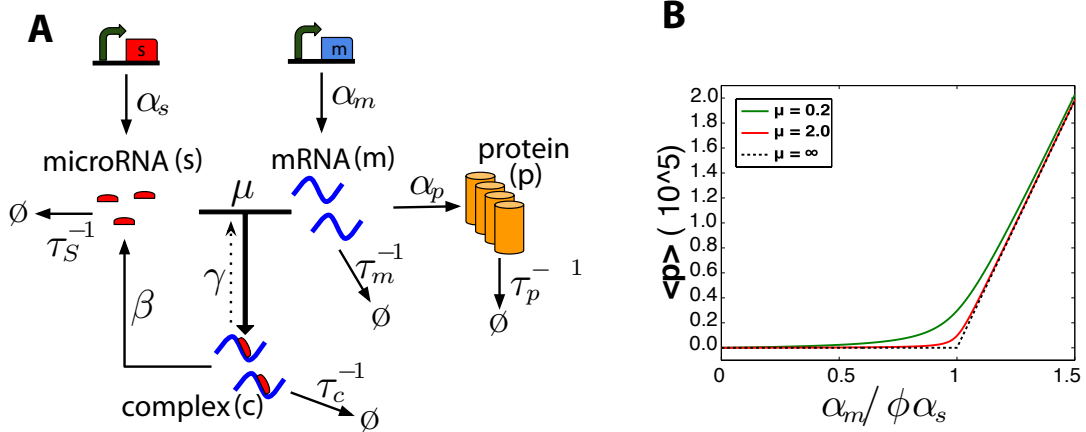 A
s
m
α_s
α_m
microRNA (s)
mRNA (m)
protein
(p)
μ
α_p
∅
τ_S^{-1}
τ_m^{-1}
τ_p^{- 1}
γ
β
∅
∅
τ_c^{-1}
complex (c)
∅
B
μ = 0.2
μ = 2.0
μ = ∞
2.0
1.8
1.6
1.4
1.2
1.0
0.8
0.6
0.4
0.2
0.0
<p> ( 10^5)
0
0.5
1
1.5
α_m/ ϕα_s